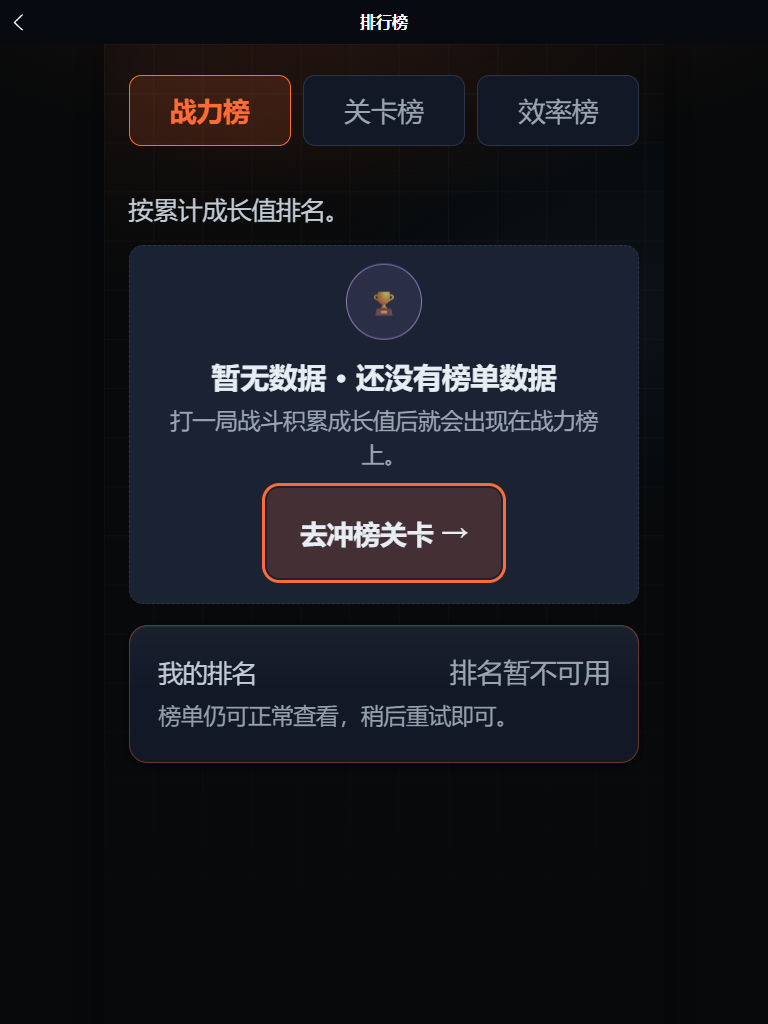 排行榜
战力榜
关卡榜
效率榜
按累计成长值排名。
暂无数据·还没有榜单数据
打一局战斗积累成长值后就会出现在战力榜
上。
去冲榜关卡→
我的排名
排名暂不可用
榜单仍可正常查看，稍后重试即可。